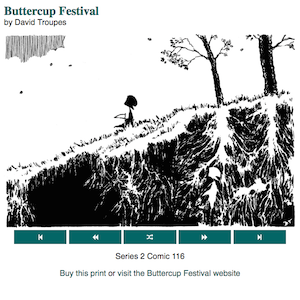 Buttercup Festival
by David Troupes
Series 2 Comic 116
Buy this print or visit the Buttercup Festival website